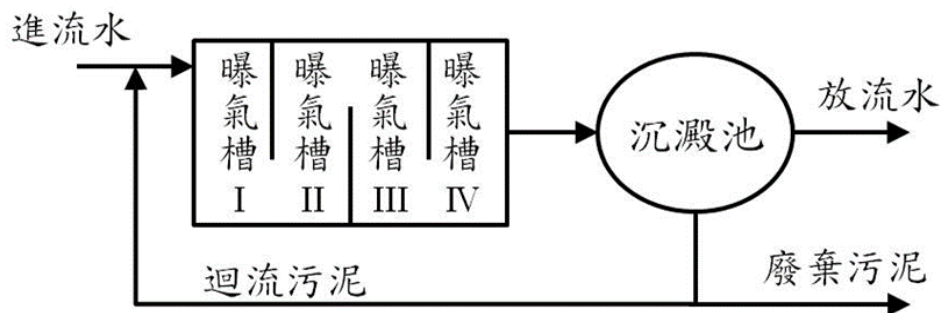 進流水
曝氣槽 I
曝氣槽 II
曝氣槽 III
曝氣槽 IV
沉澱池
放流水
迴流污泥
廢棄污泥